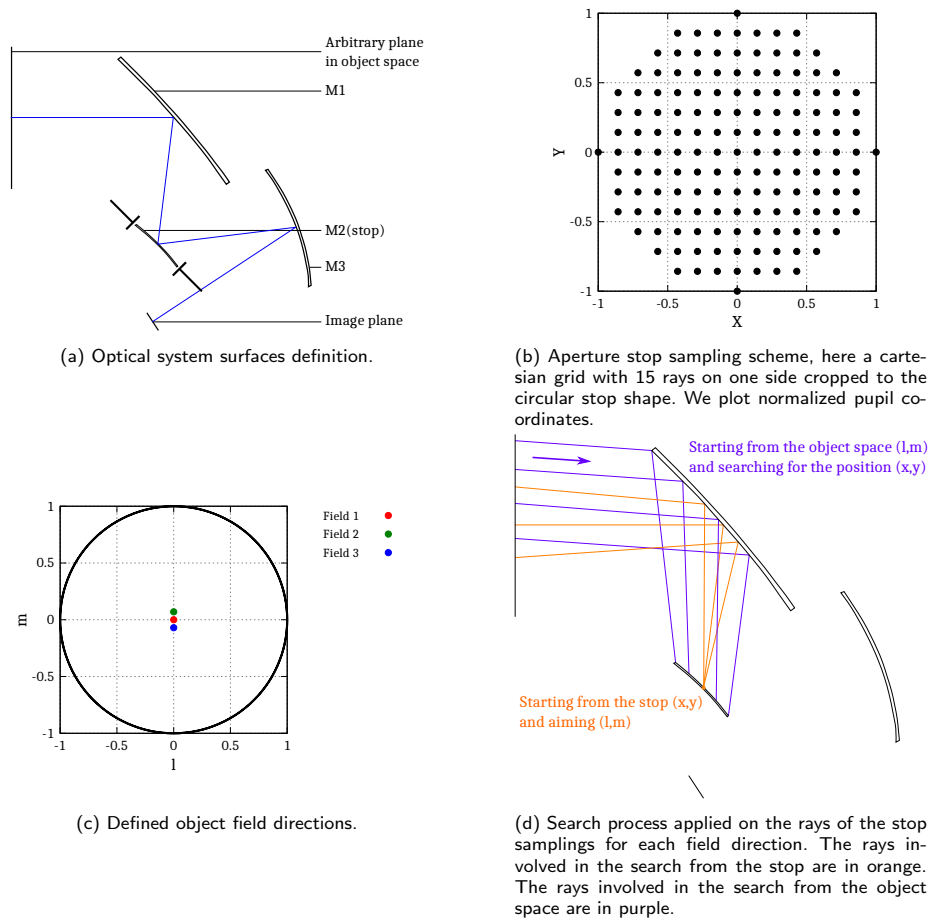 Arbitrary plane
in object space
M1
M2(stop)
M3
Image plane
(a) Optical system surfaces definition.
1
0.5
0
-0.5
-1
-1
-0.5
0
0.5
1
Y
X
(b) Aperture stop sampling scheme, here a carte-
sian grid with 15 rays on one side cropped to the
circular stop shape. We plot normalized pupil co-
ordinates.
1
0.5
0
-0.5
-1
-1
-0.5
0
0.5
1
m
l
Field 1
Field 2
Field 3
(c) Defined object field directions.
Starting from the object space (l,m)
and searching for the position (x,y)
Starting from the stop (x,y)
and aiming (l,m)
(d) Search process applied on the rays of the stop
samplings for each field direction. The rays in-
volved in the search from the stop are in orange.
The rays involved in the search from the object
space are in purple.